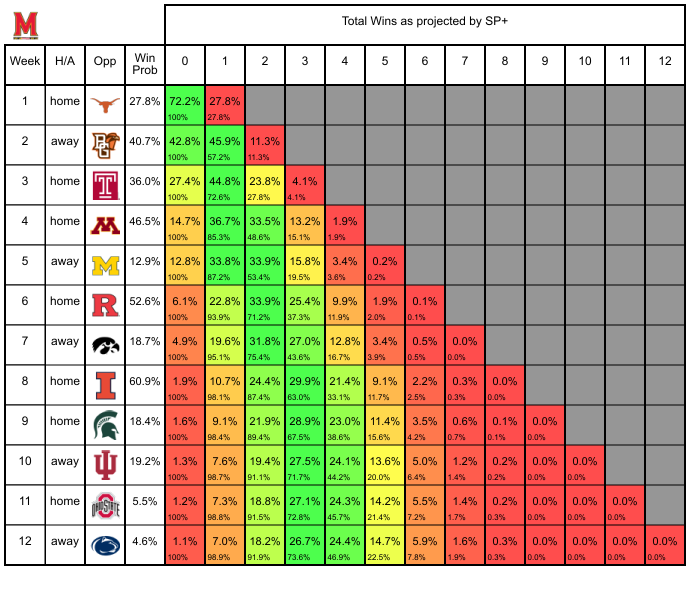 Total Wins as projected by SP+
Week H/A Opp Win Prob 0 1 2 3 4 5 6 7 8 9 10 11 12
1 home 27.8% 72.2% 27.8%
100% 27.8%
2 away BG 40.7% 42.8% 45.9% 11.3%
100% 57.2% 11.3%
3 home T 36.0% 27.4% 44.8% 23.8% 4.1%
100% 72.6% 27.8% 4.1%
4 home M 46.5% 14.7% 36.7% 33.5% 13.2% 1.9%
100% 85.3% 48.6% 15.1% 1.9%
5 away M 12.9% 12.8% 33.8% 33.9% 15.8% 3.4% 0.2%
100% 87.2% 53.4% 19.5% 3.6% 0.2%
6 home R 52.6% 6.1% 22.8% 33.9% 25.4% 9.9% 1.9% 0.1%
100% 93.9% 71.2% 37.3% 11.9% 2.0% 0.1%
7 away 18.7% 4.9% 19.6% 31.8% 27.0% 12.8% 3.4% 0.5% 0.0%
100% 95.1% 75.4% 43.6% 16.7% 3.9% 0.5% 0.0%
8 home I 60.9% 1.9% 10.7% 24.4% 29.9% 21.4% 9.1% 2.2% 0.3% 0.0%
100% 98.1% 87.4% 63.0% 33.1% 11.7% 2.5% 0.3% 0.0%
9 home 18.4% 1.6% 9.1% 21.9% 28.9% 23.0% 11.4% 3.5% 0.6% 0.1% 0.0%
100% 98.4% 89.4% 67.5% 38.6% 15.6% 4.2% 0.7% 0.1% 0.0%
10 away IU 19.2% 1.3% 7.6% 19.4% 27.5% 24.1% 13.6% 5.0% 1.2% 0.2% 0.0% 0.0%
100% 98.7% 91.1% 71.7% 44.2% 20.0% 6.4% 1.4% 0.2% 0.0% 0.0%
11 home OHIO STATE 5.5% 1.2% 7.3% 18.8% 27.1% 24.3% 14.2% 5.5% 1.4% 0.2% 0.0% 0.0% 0.0%
100% 98.8% 91.5% 72.8% 45.7% 21.4% 7.2% 1.7% 0.3% 0.0% 0.0% 0.0%
12 away 4.6% 1.1% 7.0% 18.2% 26.7% 24.4% 14.7% 5.9% 1.6% 0.3% 0.0% 0.0% 0.0% 0.0%
100% 98.9% 91.9% 73.6% 46.9% 22.5% 7.8% 1.9% 0.3% 0.0% 0.0% 0.0% 0.0%